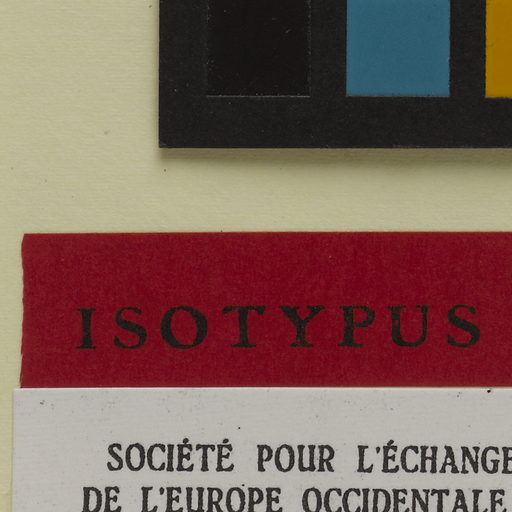 ISOTYPUS
SOCIÉTÉ POUR L'ÉCHANGE
DE L'EUROPE OCCIDENTALE